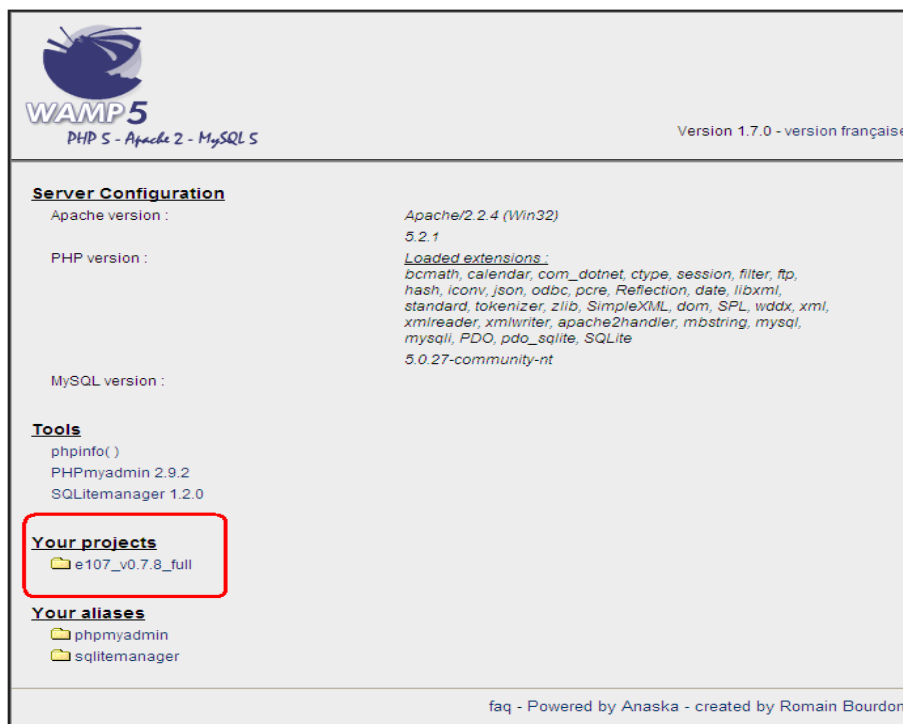 WAMP5
PHP 5 - Apache 2 - MySQL 5
Version 1.7.0 - version française
Server Configuration
Apache version :
Apache/2.2.4 (Win32)
5.2.1
PHP version :
Loaded extensions :
bcmath, calendar, com_dotnet, ctype, session, filter, ftp,
hash, iconv, json, odbc, pcre, Reflection, date, libxml,
standard, tokenizer, zlib, SimpleXML, dom, SPL, wddx, xml,
xmlreader, xmlwriter, apache2handler, mbstring, mysql,
mysqli, PDO, pdo_sqlite, SQLite
5.0.27-community-nt
MySQL version :
Tools
phpinfo( )
PHPmyadmin 2.9.2
SQLitemanager 1.2.0
Your projects
e107_v0.7.8_full
Your aliases
phpmyadmin
sqlitemanager
faq - Powered by Anaska - created by Romain Bourdon